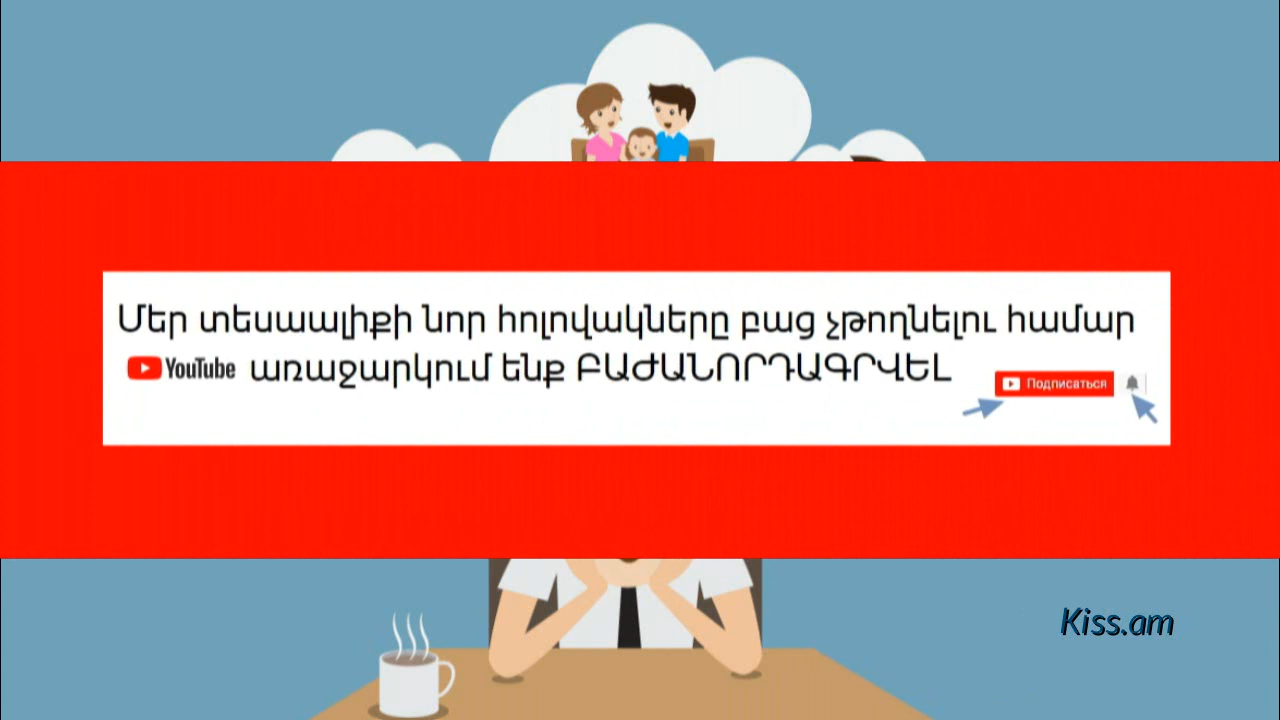 Մեր տեսաալիքի նոր հոլովակները բաց չթողնելու համար
YouTube առաջարկում ենք ԲԱԺԱՆՈՐԴԱԳՐՎԵԼ
Подписаться
Kiss.am